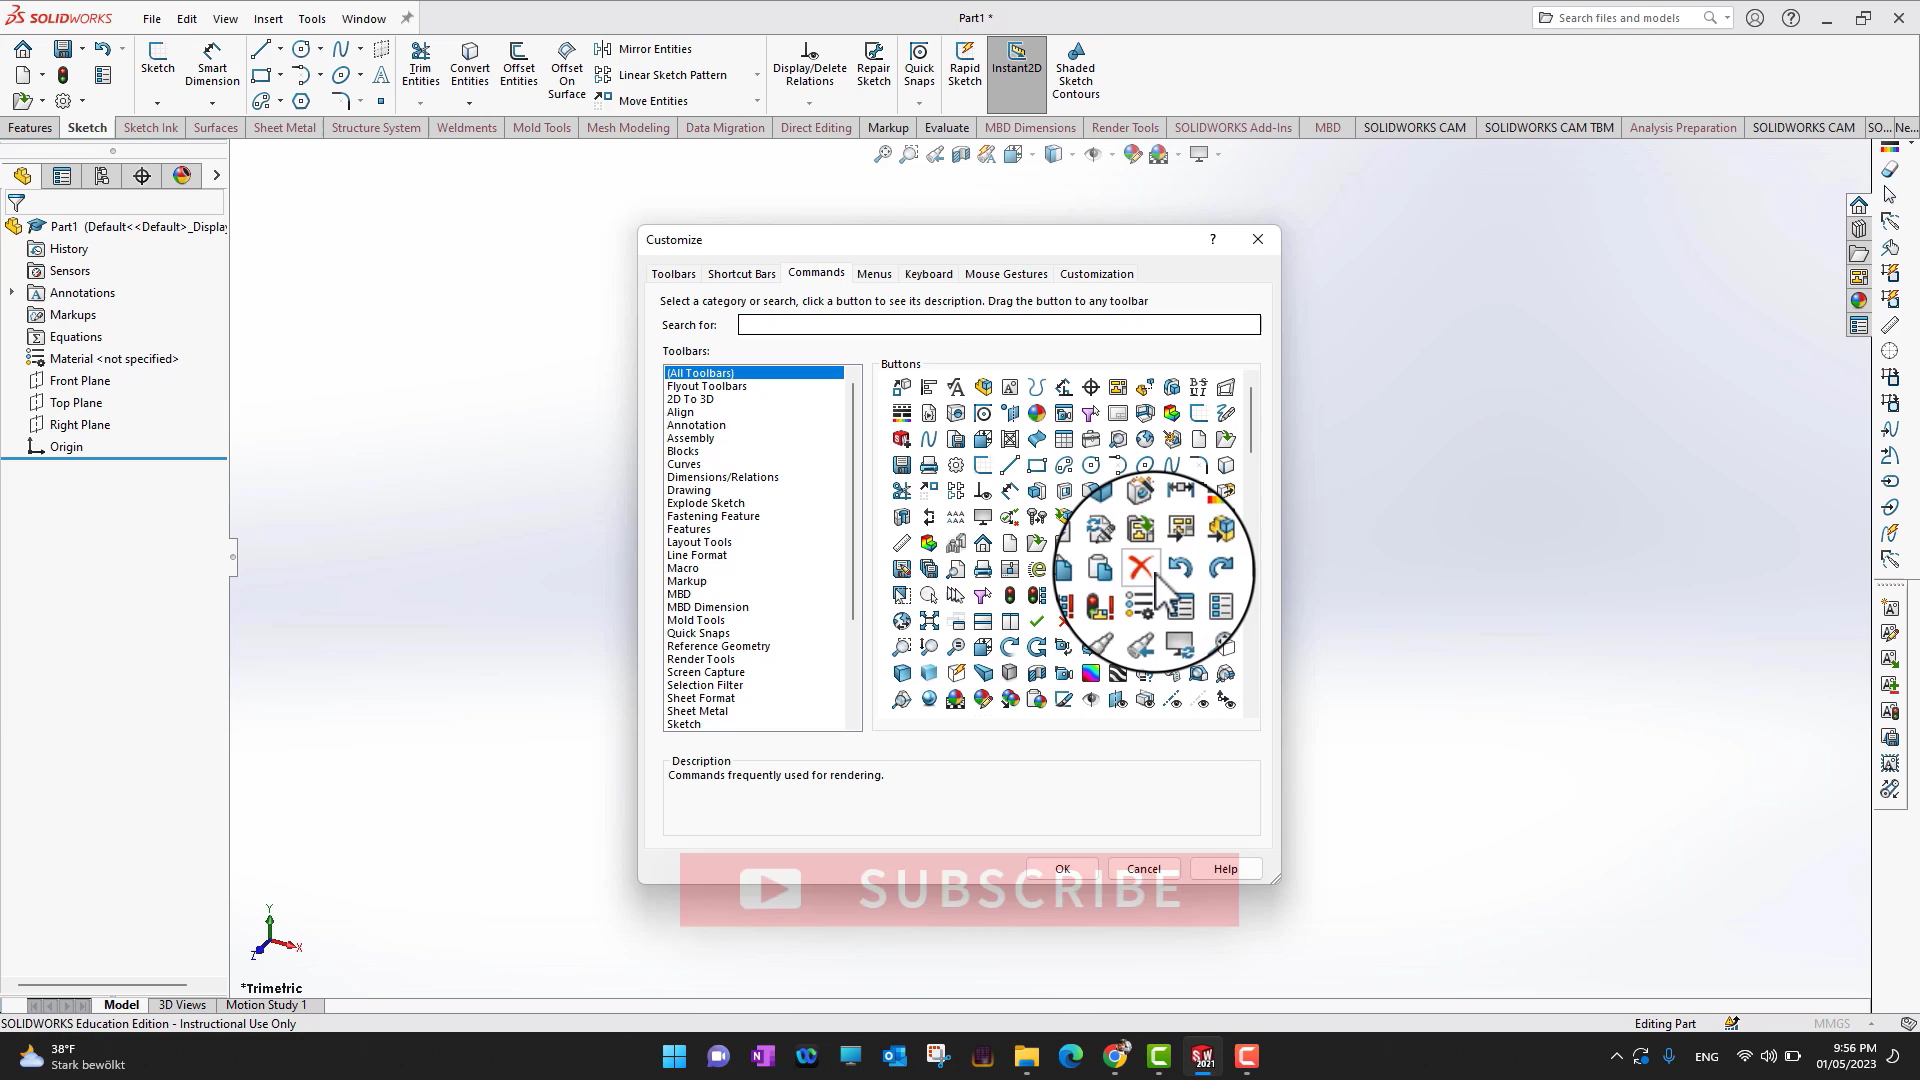 SOLIDWORKS File Edit View Insert Tools Window Part1 * Search files and models
Sketch Smart Dimension Trim Entities Convert Entities Offset Entities Offset On Surface Mirror Entities Linear Sketch Pattern Move Entities Display/Delete Relations Repair Sketch Quick Snaps Rapid Sketch Instant2D Shaded Sketch Contours
Features Sketch Sketch Ink Surfaces Sheet Metal Structure System Weldments Mold Tools Mesh Modeling Data Migration Direct Editing Markup Evaluate MBD Dimensions Render Tools SOLIDWORKS Add-Ins MBD SOLIDWORKS CAM SOLIDWORKS CAM TBM Analysis Preparation SOLIDWORKS CAM SO... Ne...
Part1 (Default<<Default>_Display
History
Sensors
Annotations
Markups
Equations
Material <not specified>
Front Plane
Top Plane
Right Plane
Origin
Customize ?
Toolbars Shortcut Bars Commands Menus Keyboard Mouse Gestures Customization
Select a category or search, click a button to see its description. Drag the button to any toolbar
Search for:
Toolbars:
Buttons
(All Toolbars)
Flyout Toolbars
2D To 3D
Align
Annotation
Assembly
Blocks
Curves
Dimensions/Relations
Drawing
Explode Sketch
Fastening Feature
Features
Layout Tools
Line Format
Macro
Markup
MBD
MBD Dimension
Mold Tools
Quick Snaps
Reference Geometry
Render Tools
Screen Capture
Selection Filter
Sheet Format
Sheet Metal
Sketch
Description
Commands frequently used for rendering.
OK Cancel Help
SUBSCRIBE
Y
X
Z
*Trimetric
Model 3D Views Motion Study 1
SOLIDWORKS Education Edition - Instructional Use Only Editing Part MMGS
38°F
Stark bewölkt
ENG
9:56 PM
01/05/2023